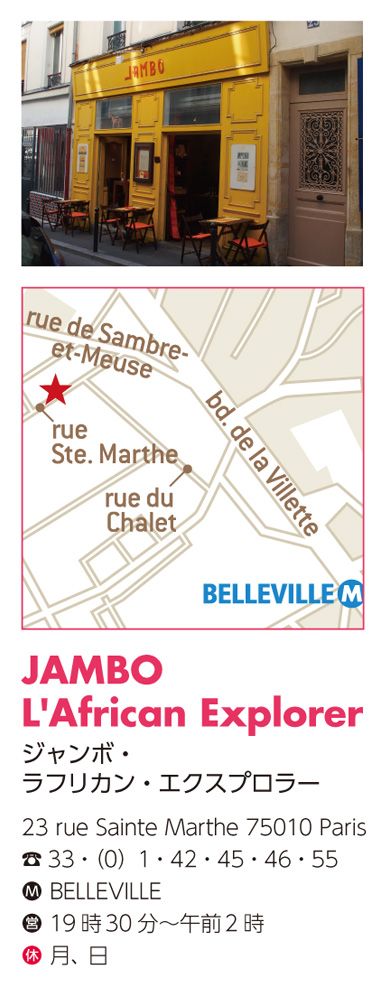 JAMBO
rue de Sambre-
et-Meuse
rue
Ste. Marthe
rue du
Chalet
bd. de la Villette
BELLEVILLE M
JAMBO
L'African Explorer
ジャンボ・
ラフリカン・エクスプロラー
23 rue Sainte Marthe 75010 Paris
☎ 33・(0) 1・42・45・46・55
M BELLEVILLE
営 19時30分～午前2時
休 月、日